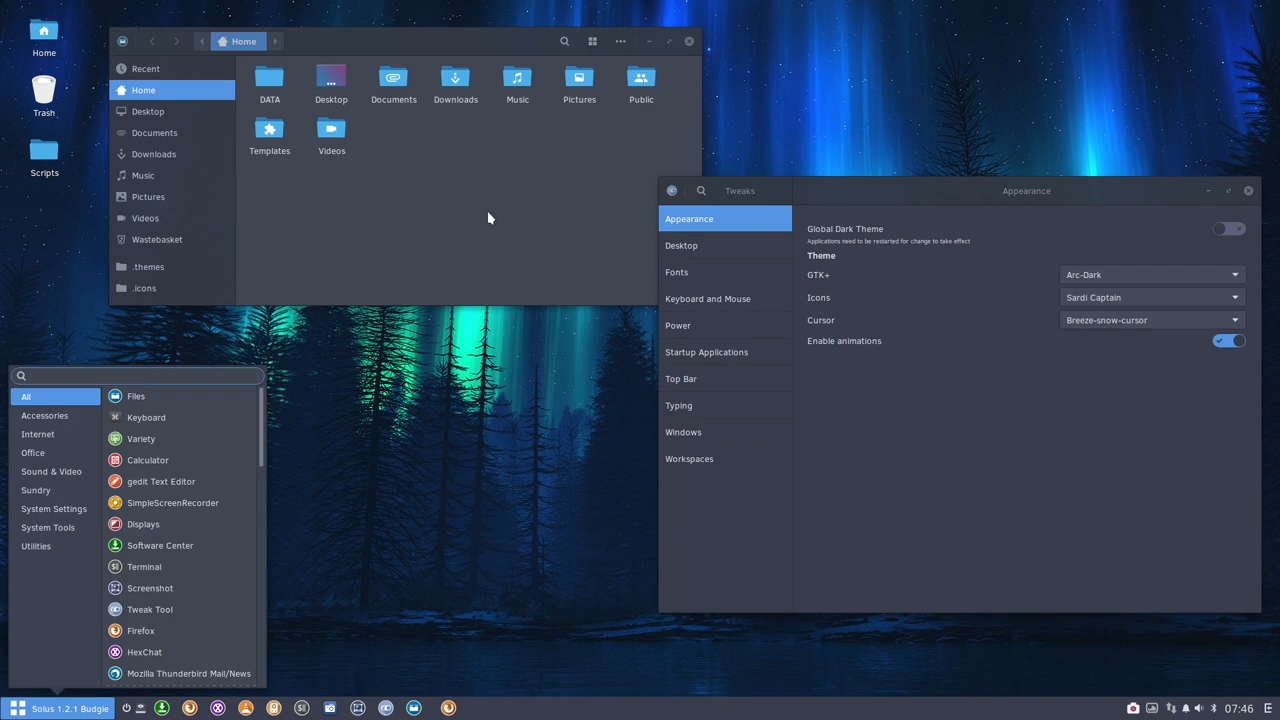 Home
Trash
Scripts
Home
Recent
Home
Desktop
Documents
Downloads
Music
Pictures
Videos
Wastebasket
.themes
.icons
DATA
Desktop
Documents
Downloads
Music
Pictures
Public
Templates
Videos
Tweaks
Appearance
Appearance
Desktop
Fonts
Keyboard and Mouse
Power
Startup Applications
Top Bar
Typing
Windows
Workspaces
Global Dark Theme
Applications need to be restarted for change to take effect
Theme
GTK+
Arc-Dark
Icons
Sardi Captain
Cursor
Breeze-snow-cursor
Enable animations
All
Accessories
Internet
Office
Sound & Video
Sundry
System Settings
System Tools
Utilities
Files
Keyboard
Variety
Calculator
gedit Text Editor
SimpleScreenRecorder
Displays
Software Center
Terminal
Screenshot
Tweak Tool
Firefox
HexChat
Mozilla Thunderbird Mail/News
Solus 1.2.1 Budgie
07:46